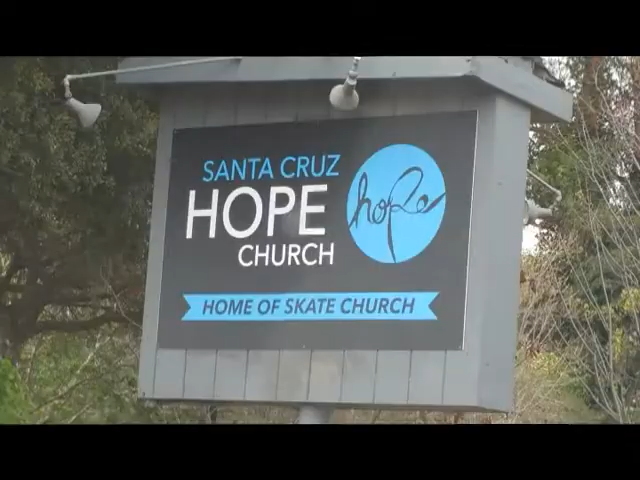 SANTA CRUZ
HOPE
CHURCH
hope
HOME OF SKATE CHURCH